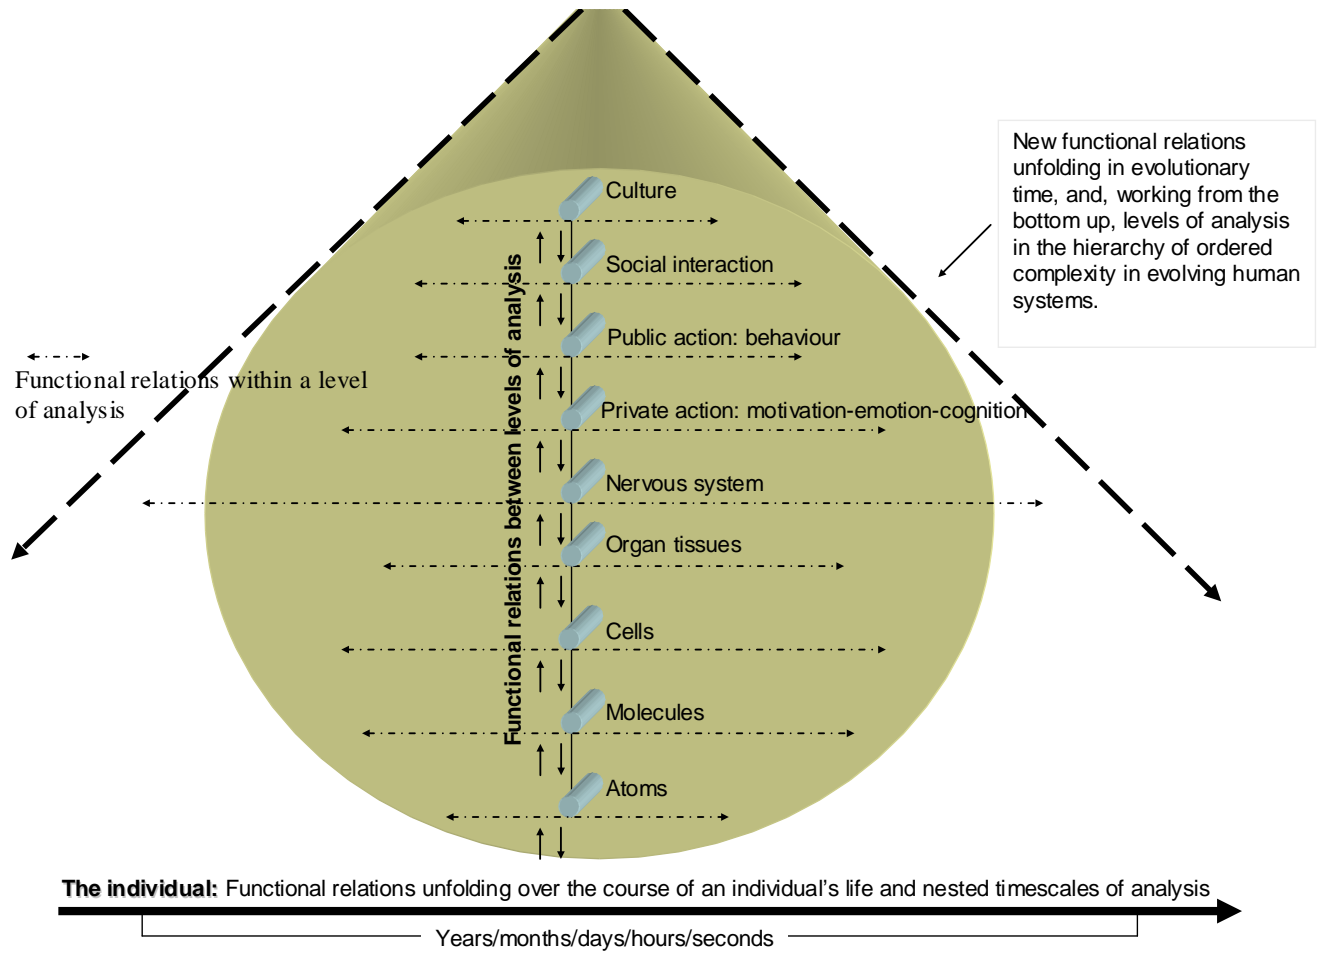 Culture
Social interaction
Public action: behaviour
Private action: motivation-emotion-cognition
Nervous system
Organ tissues
Cells
Molecules
Atoms
Functional relations between levels of analysis
Functional relations within a level
of analysis
New functional relations
unfolding in evolutionary
time, and, working from the
bottom up, levels of analysis
in the hierarchy of ordered
complexity in evolving human
systems.
The individual: Functional relations unfolding over the course of an individual's life and nested timescales of analysis
Years/months/days/hours/seconds